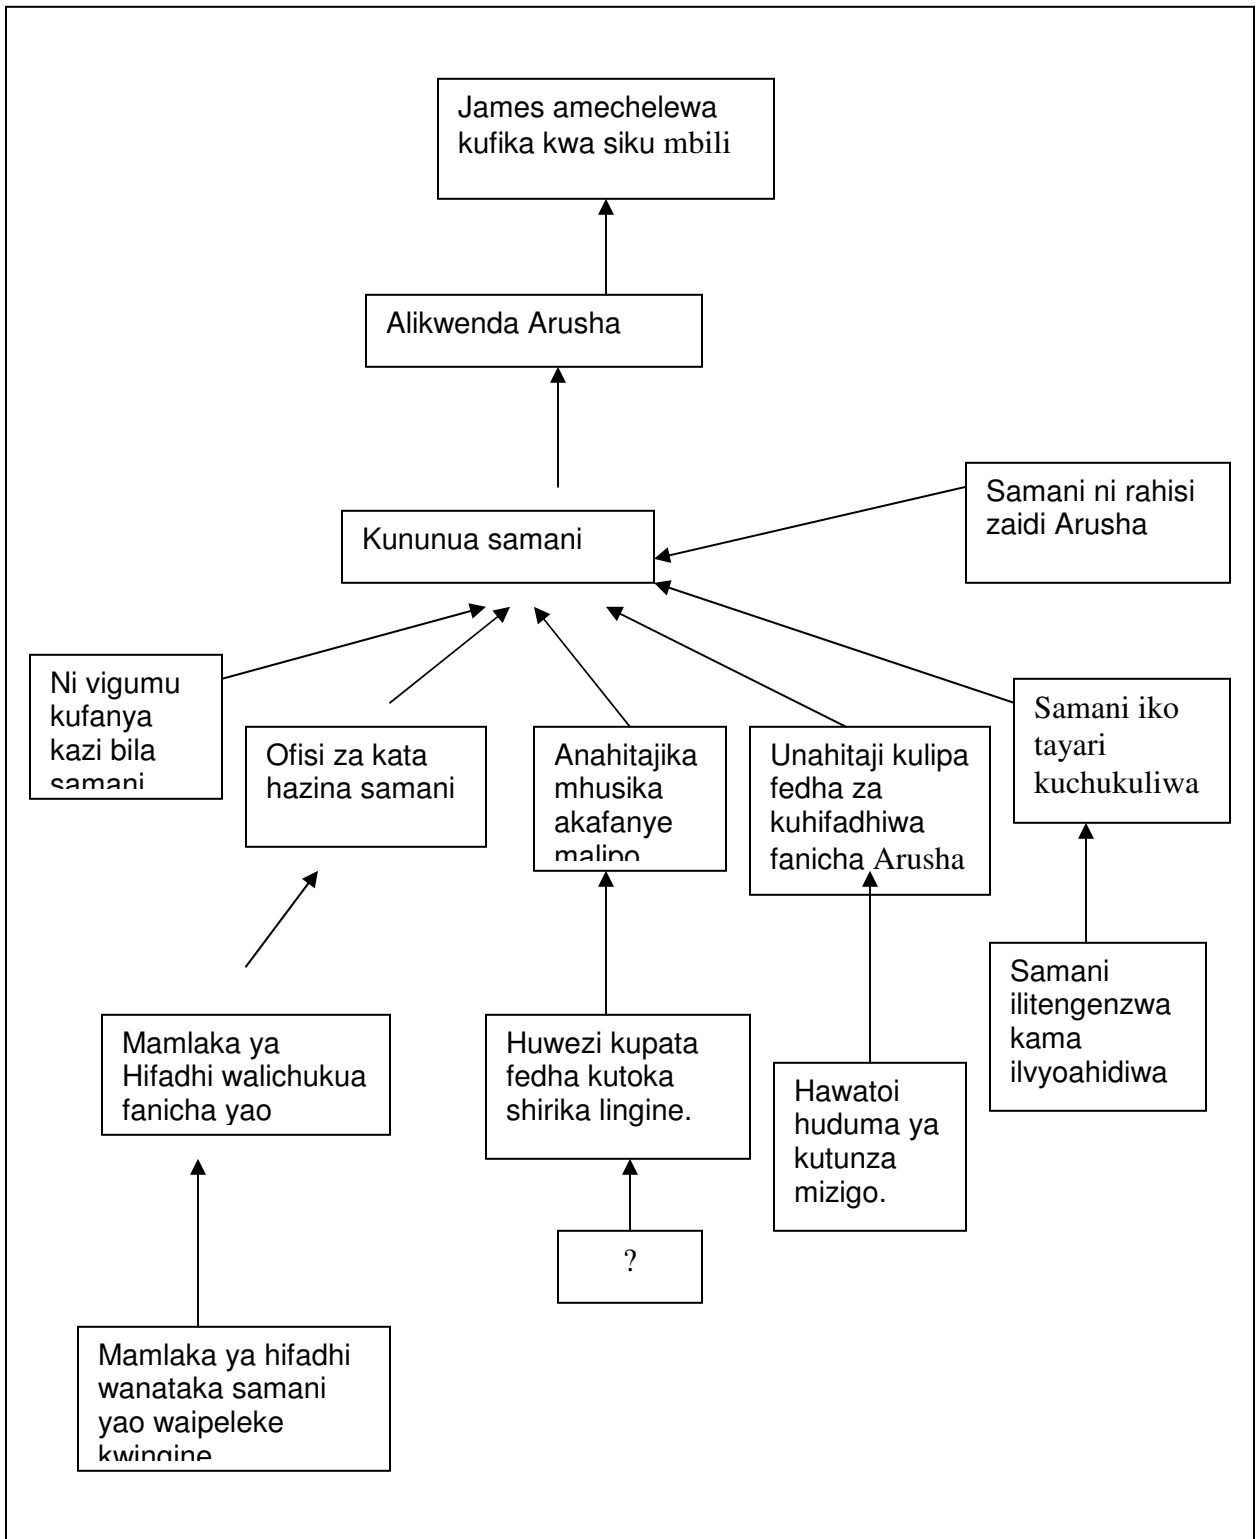 James amechelewa
kufika kwa siku mbili
Alikwenda Arusha
Samani ni rahisi
zaidi Arusha
Kununua samani
Ni vigumu
kufanya
kazi bila
samani
Ofisi za kata
hazina samani
Anahitajika
mhusika
akafanye
malipo
Unahitaji kulipa
fedha za
kuhifadhiwa
fanicha Arusha
Samani iko
tayari
kuchukuliwa
Mamlaka ya
Hifadhi walichukua
fanicha yao
Huwezi kupata
fedha kutoka
shirika lingine.
Hawatoi
huduma ya
kutunza
mizigo.
Samani
ilitengenzwa
kama
ilvyoahidiwa
?
Mamlaka ya hifadhi
wanataka samani
yao waipeleke
kwingine